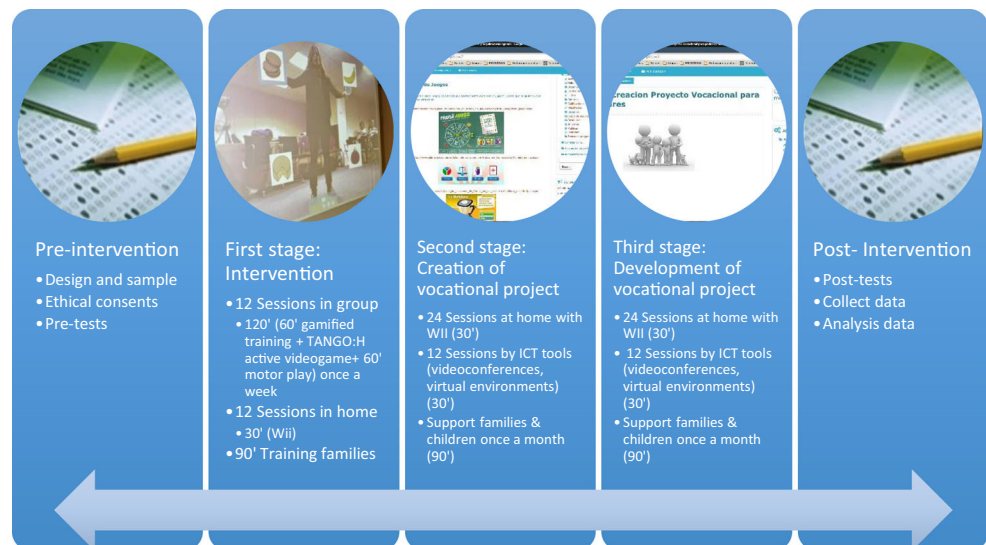 Pre-intervention
•Design and sample
•Ethical consents
•Pre-tests
First stage:
Intervention
•12 Sessions in group
•120' (60' gamified
training + TANGO:H
active videogame+ 60'
motor play) once a
week
•12 Sessions in home
•30' (Wii)
•90' Training families
Juegos
Second stage:
Creation of
vocational project
•24 Sessions at home with
WII (30')
•12 Sessions by ICT tools
(videoconferences,
virtual environments)
(30')
•Support families &
children once a month
(90')
creacion Proyecto Vocacional para
Third stage:
Development of
vocational project
•24 Sessions at home with
WII (30')
• 12 Sessions by ICT tools
(videoconferences,
virtual environments)
(30')
•Support families &
children once a month
(90')
Post- Intervention
•Post-tests
•Collect data
•Analysis data